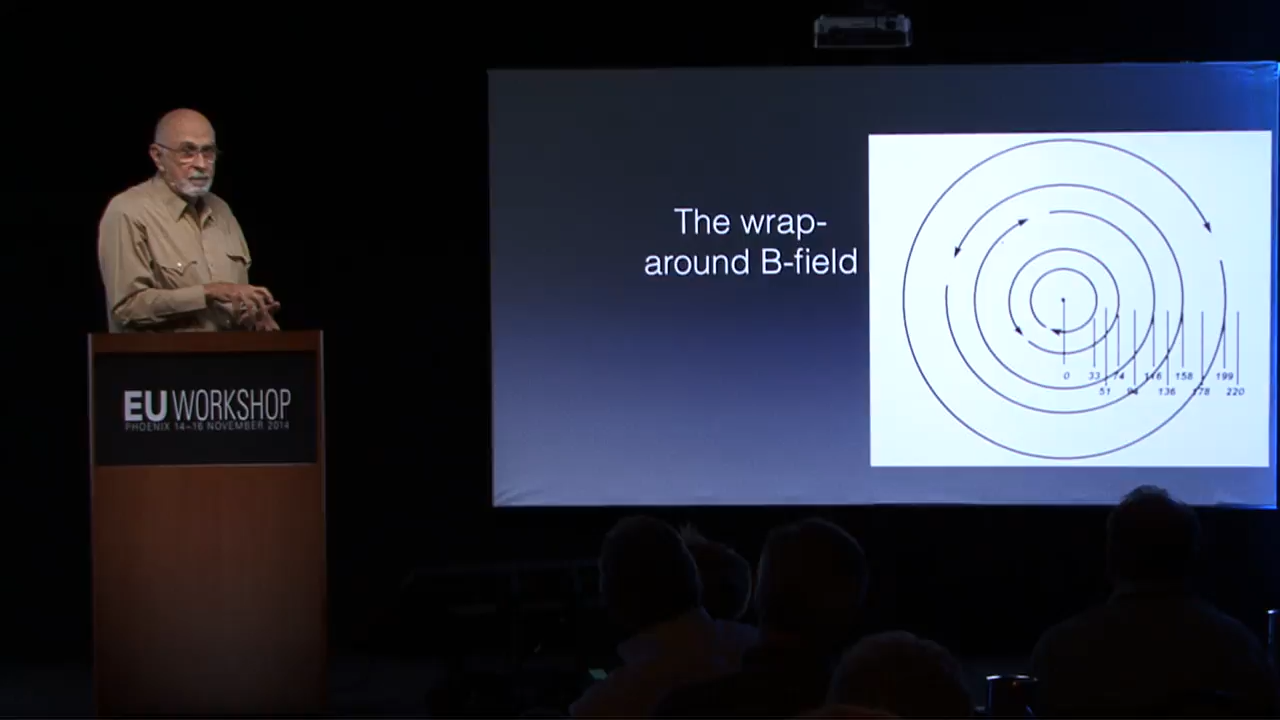 The wrap-
around B-field
0 33 74 116 158 199
51 94 136 178 220
EU WORKSHOP
PHOENIX 14–16 NOVEMBER 2014